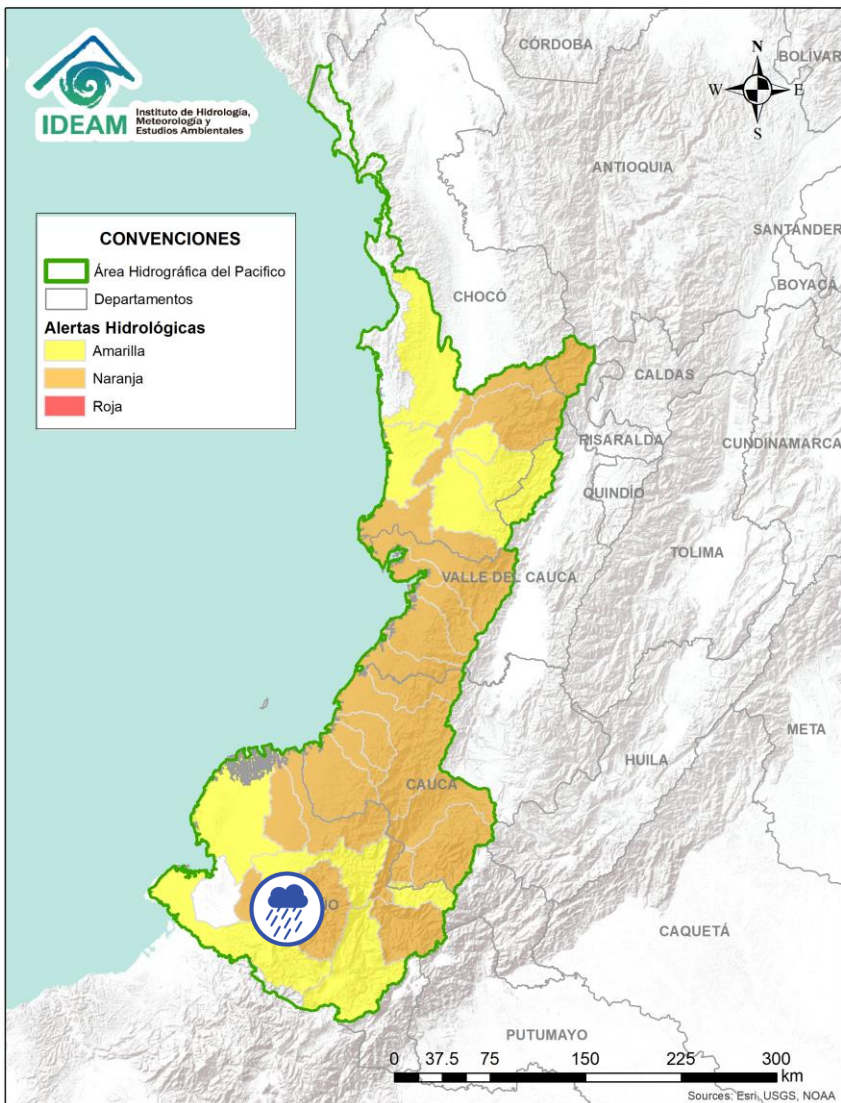 IDEAM
Instituto de Hidrología,
Meteorología y
Estudios Ambientales
CÓRDOBA
BOLÍVAR
N
W
E
S
ANTIOQUIA
SANTANDER
BOYACÁ
CONVENCIONES
Área Hidrográfica del Pacifico
Departamentos
Alertas Hidrológicas
Amarilla
Naranja
Roja
CHOCÓ
CALDAS
RISARALDA
CUNDINAMARCA
QUINDÍO
TOLIMA
VALLE DEL CAUCA
META
HUILA
CAUCA
CAQUETÁ
PUTUMAYO
0 37.5 75 150 225 300
km
Sources: Esri, USGS, NOAA